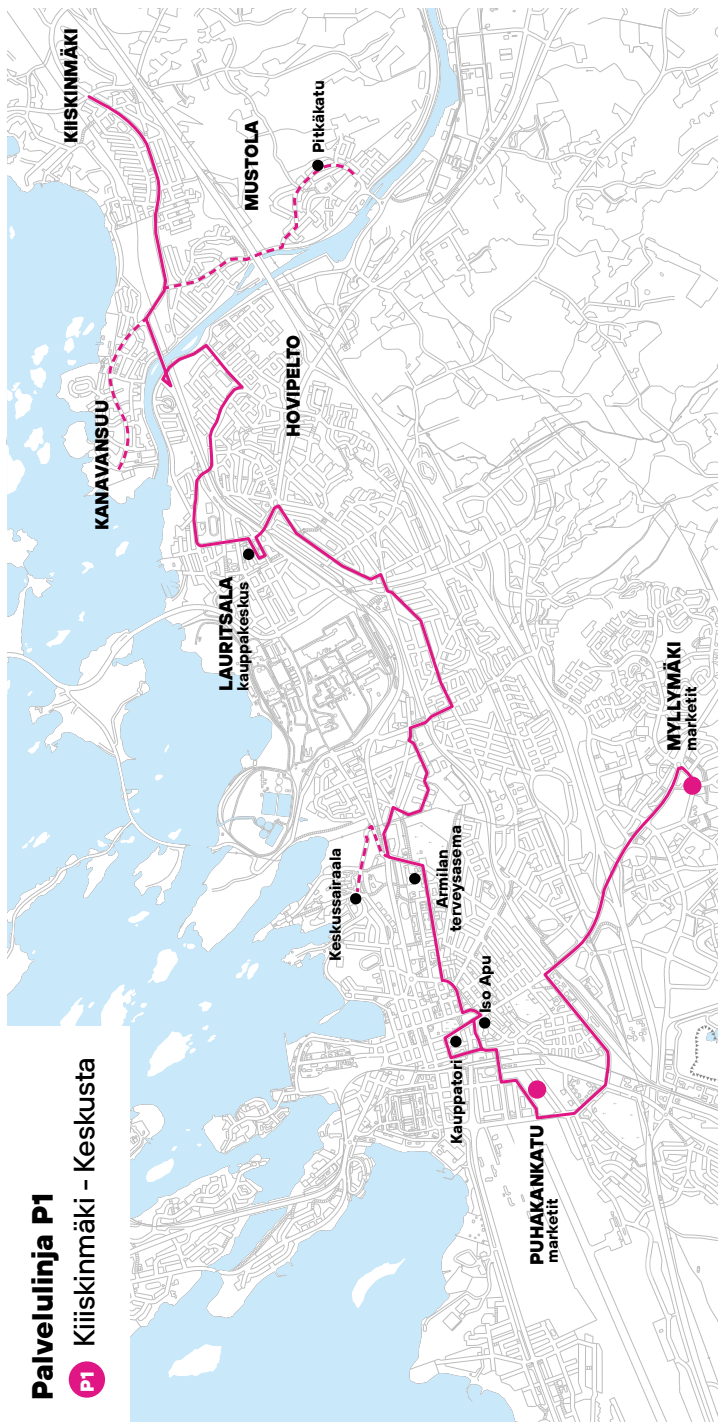 Palvelulinja P1
P1 Kiiiskinmäki – Keskusta
KIISKINMÄKI
MUSTOLA
Pitkäkatu
KANAVANSUU
HOVIPELTO
LAURITSALA
kauppakeskus
MYLLYMÄKI
marketit
Keskussairaala
Armilan
terveysasema
Iso Apu
Kauppatori
PUHAKANKATU
marketit